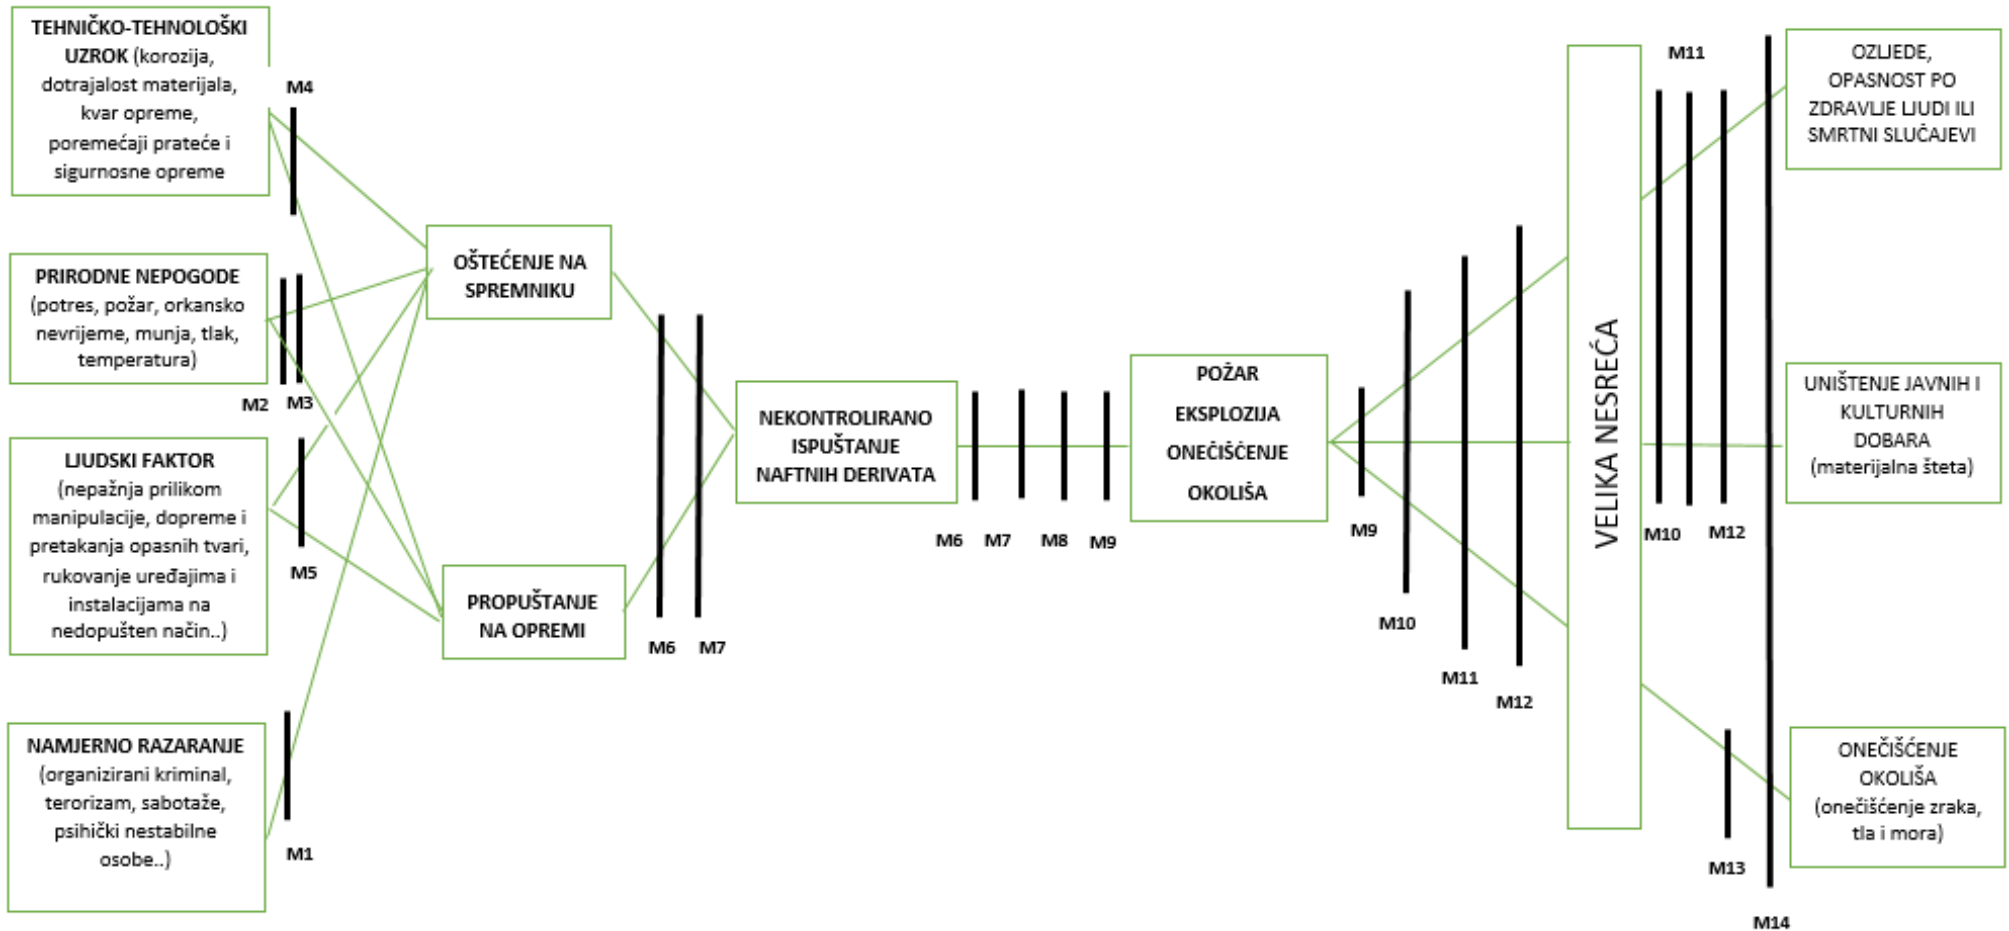 TEHNIČKO-TEHNOLOŠKI
UZROK (korozija,
dotrajalost materijala,
kvar opreme,
poremećaji prateće i
sigurnosne opreme
M4
PRIRODNE NEPOGODE
(potres, požar, orkansko
nevrijeme, munja, tlak,
temperatura)
M2
M3
LJUDSKI FAKTOR
(nepažnja prilikom
manipulacije, dopreme i
pretakanja opasnih tvari,
rukovanje uređajima i
instalacijama na
nedopušten način..)
M5
NAMJERNO RAZARANJE
(organizirani kriminal,
terorizam, sabotaže,
psihički nestabilne
osobe..)
M1
OŠTEĆENJE NA
SPREMNIKU
PROPUŠTANJE
NA OPREMI
M6
M7
NEKONTROLIRANO
ISPUŠTANJE
NAFTNIH DERIVATA
M6
M7
M8
M9
POŽAR
EKSPLOZIJA
ONEČIŠĆENJE
OKOLIŠA
M9
M10
M11
M12
VELIKA NESREĆA
M11
M10
M12
OZLJEDE,
OPASNOST PO
ZDRAVLJE LJUDI ILI
SMRTNI SLUČAJEVI
UNIŠTENJE JAVNIH I
KULTURNIH
DOBARA
(materijalna šteta)
ONEČIŠĆENJE
OKOLIŠA
(onečišćenje zraka,
tla i mora)
M13
M14